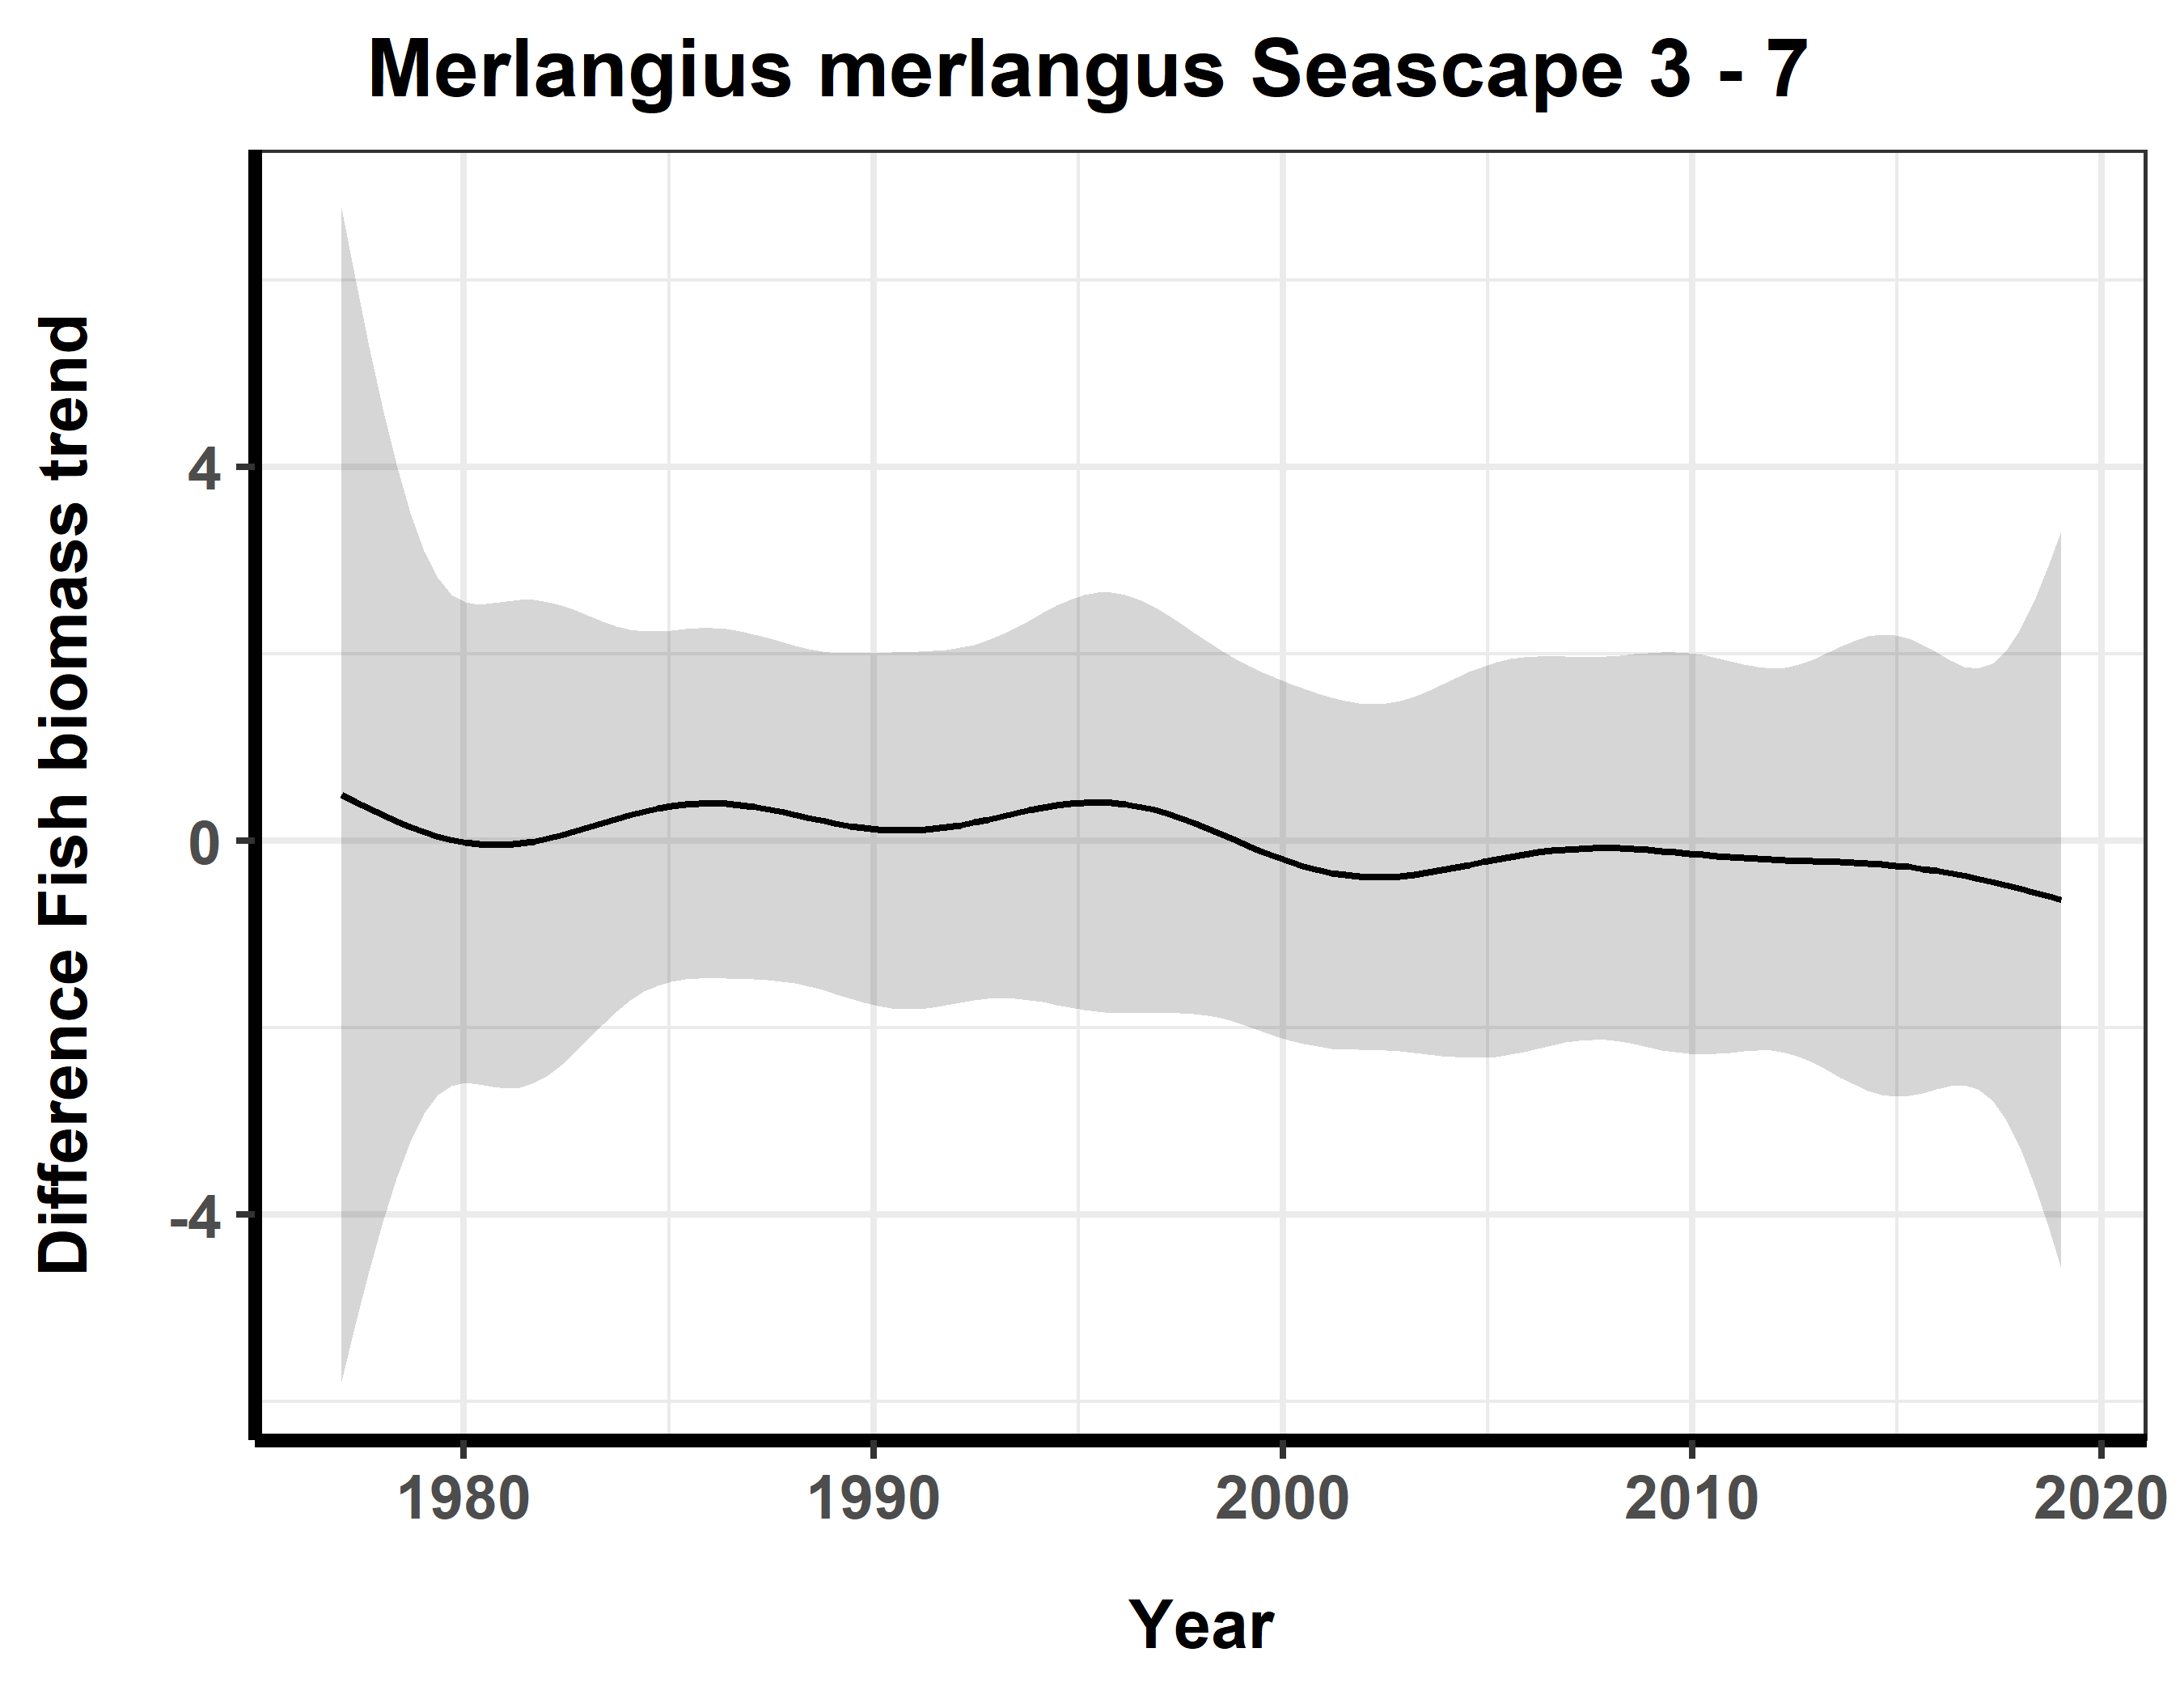 Merlangius merlangus Seascape 3 - 7
Difference Fish biomass trend
4
0
-4
1980
1990
2000
2010
2020
Year